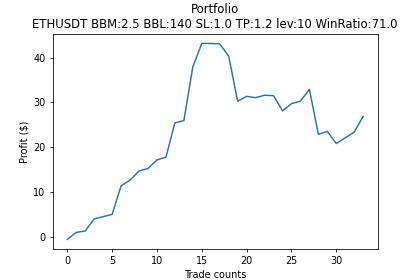 Portfolio
ETHUSDT BBM:2.5 BBL:140 SL:1.0 TP:1.2 lev:10 WinRatio:71.0
Profit ($)
40
30
20
10
0
0 5 10 15 20 25 30
Trade counts